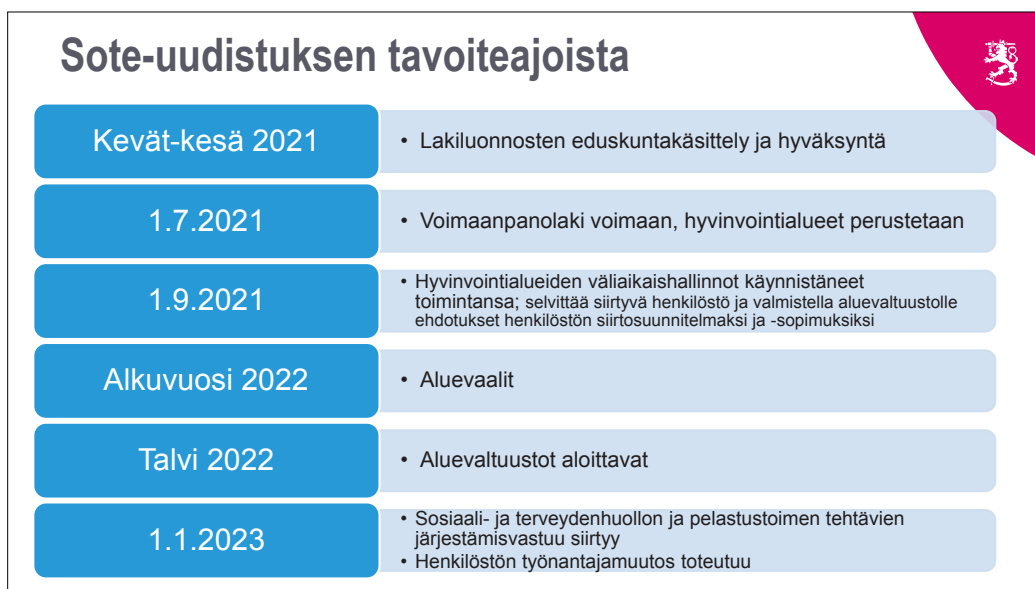 Sote-uudistuksen tavoiteajoista
Kevät-kesä 2021
• Lakiluonnosten eduskuntakäsittely ja hyväksyntä
1.7.2021
• Voimaanpanolaki voimaan, hyvinvointialueet perustetaan
1.9.2021
• Hyvinvointialueiden väliaikaishallinnot käynnistäneet
toimintansa; selvittää siirtyvä henkilöstö ja valmistella aluevaltuustolle
ehdotukset henkilöstön siirtosuunnitelmaksi ja -sopimuksiksi
Alkuvuosi 2022
• Aluevaalit
Talvi 2022
• Aluevaltuustot aloittavat
1.1.2023
• Sosiaali- ja terveydenhuollon ja pelastustoimen tehtävien
järjestämisvastuu siirtyy
• Henkilöstön työnantajamuutos toteutuu